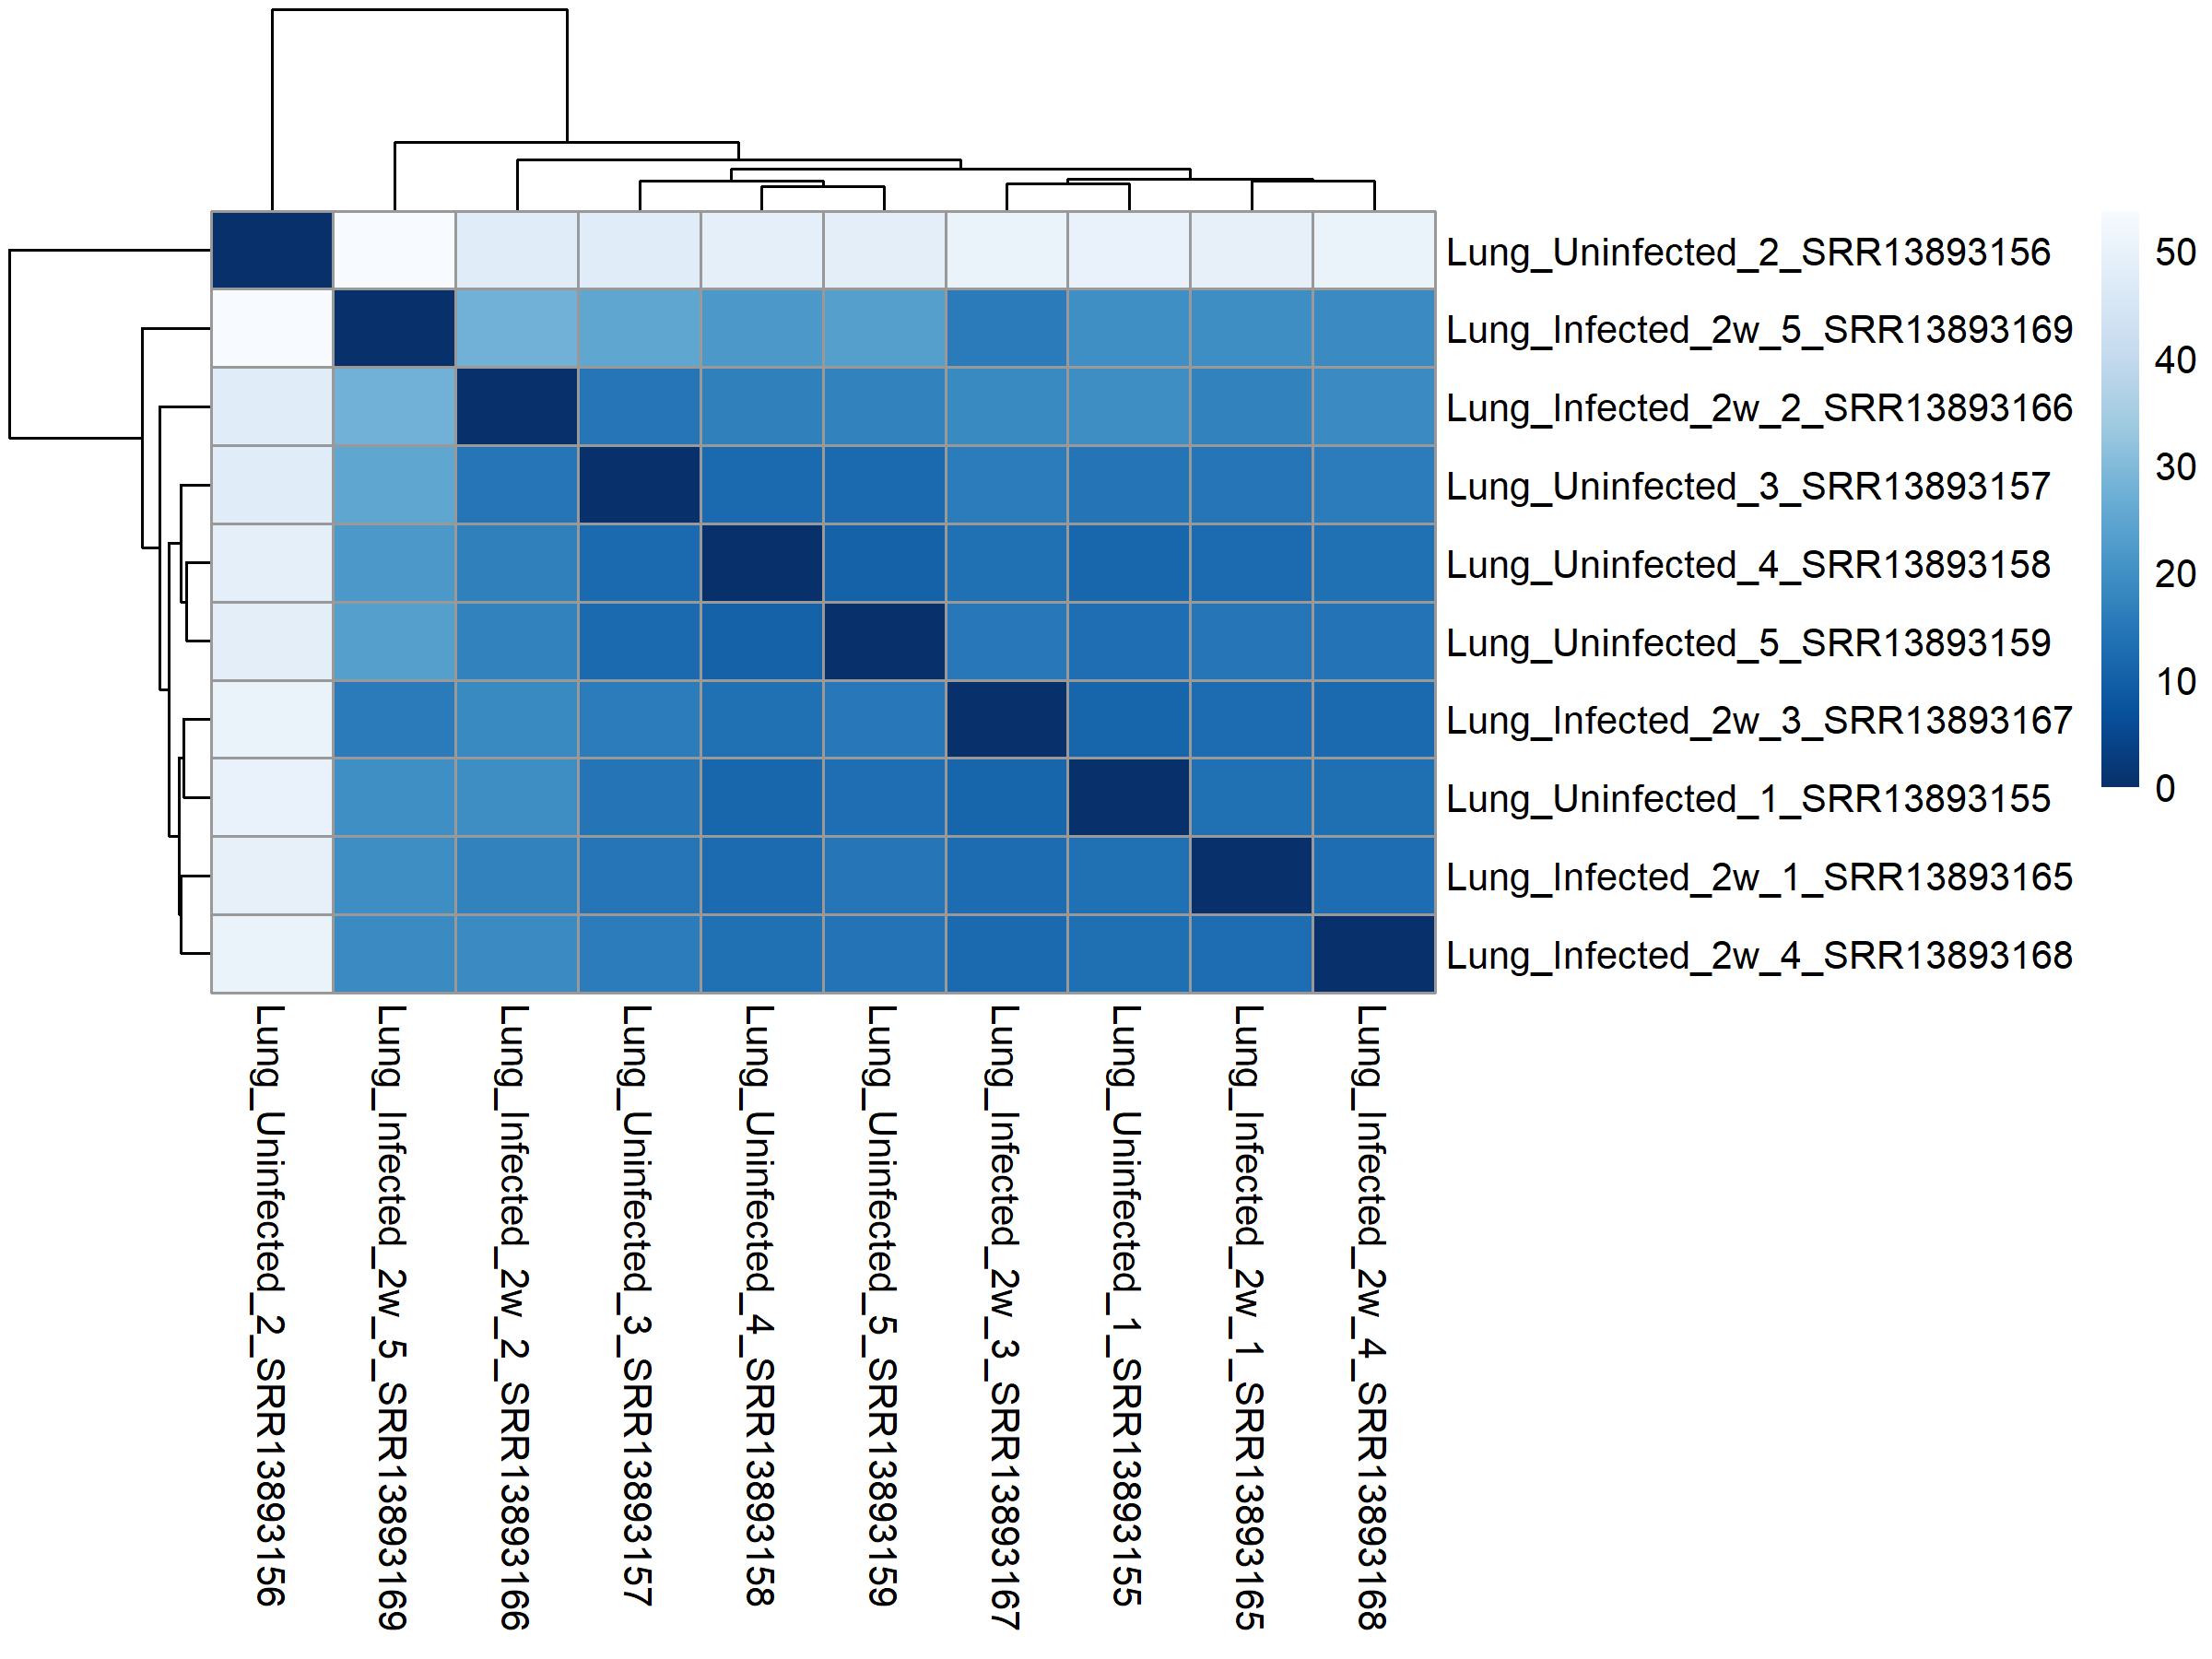 Lung_Uninfected_2_SRR13893156
Lung_Infected_2w_5_SRR13893169
Lung_Infected_2w_2_SRR13893166
Lung_Uninfected_3_SRR13893157
Lung_Uninfected_4_SRR13893158
Lung_Uninfected_5_SRR13893159
Lung_Infected_2w_3_SRR13893167
Lung_Uninfected_1_SRR13893155
Lung_Infected_2w_1_SRR13893165
Lung_Infected_2w_4_SRR13893168
50
40
30
20
10
0
Lung_Uninfected_2_SRR13893156
Lung_Infected_2w_5_SRR13893169
Lung_Infected_2w_2_SRR13893166
Lung_Uninfected_3_SRR13893157
Lung_Uninfected_4_SRR13893158
Lung_Uninfected_5_SRR13893159
Lung_Infected_2w_3_SRR13893167
Lung_Uninfected_1_SRR13893155
Lung_Infected_2w_1_SRR13893165
Lung_Infected_2w_4_SRR13893168